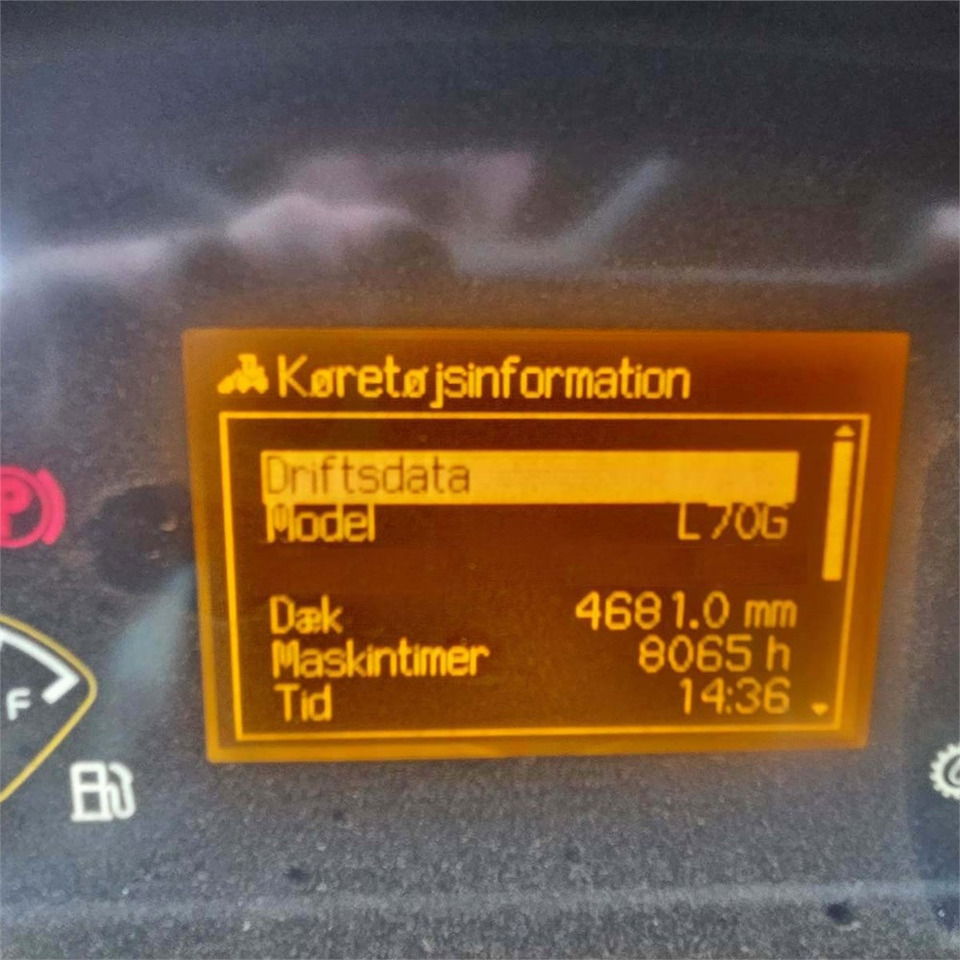 Køretøjsinformation
Driftsdata
Model L70G
Dæk 4681.0 mm
Maskintimer 8065 h
Tid 14:36
P
F